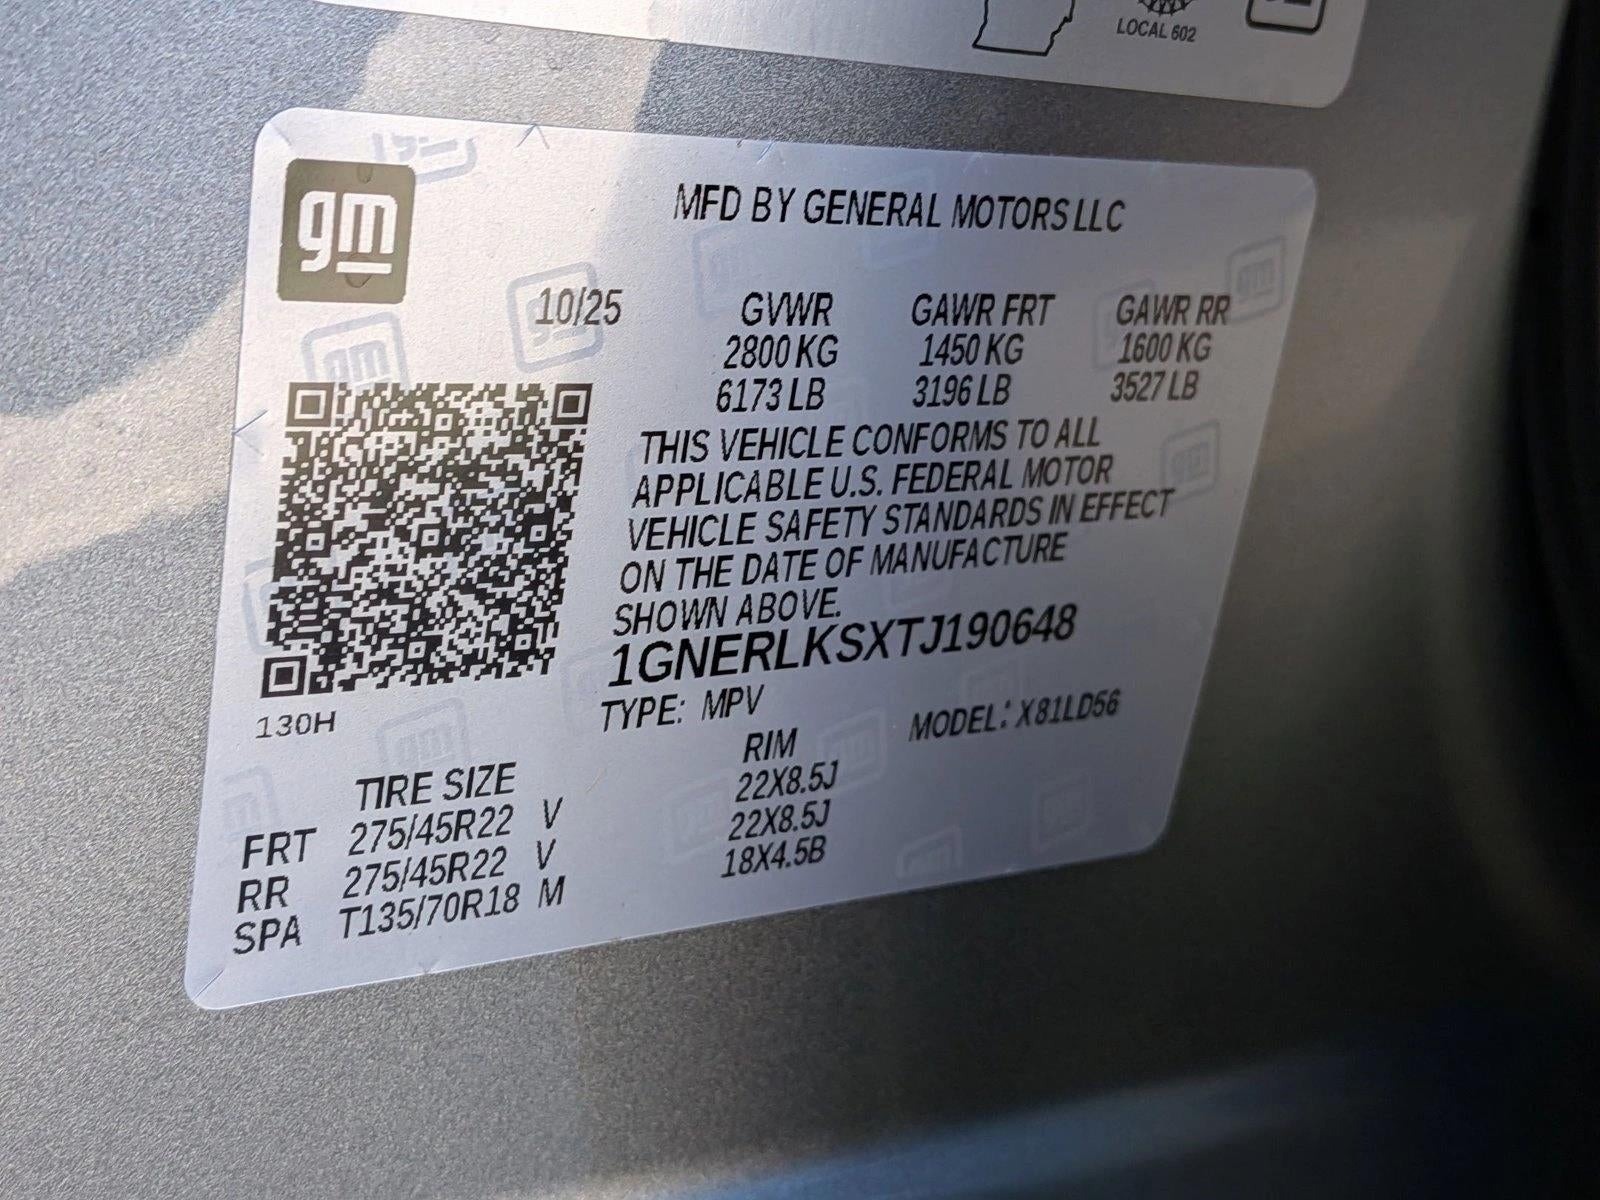 LOCAL 602
gm
MFD BY GENERAL MOTORS LLC
10/25 GVWR GAWR FRT GAWR RR
2800 KG 1450 KG 1600 KG
6173 LB 3196 LB 3527 LB
THIS VEHICLE CONFORMS TO ALL
APPLICABLE U.S. FEDERAL MOTOR
VEHICLE SAFETY STANDARDS IN EFFECT
ON THE DATE OF MANUFACTURE
SHOWN ABOVE.
1GNERLKSXTJ190648
TYPE: MPV MODEL: X81LD56
130H
TIRE SIZE RIM
FRT 275/45R22 V 22X8.5J
RR 275/45R22 V 22X8.5J
SPA T135/70R18 M 18X4.5B